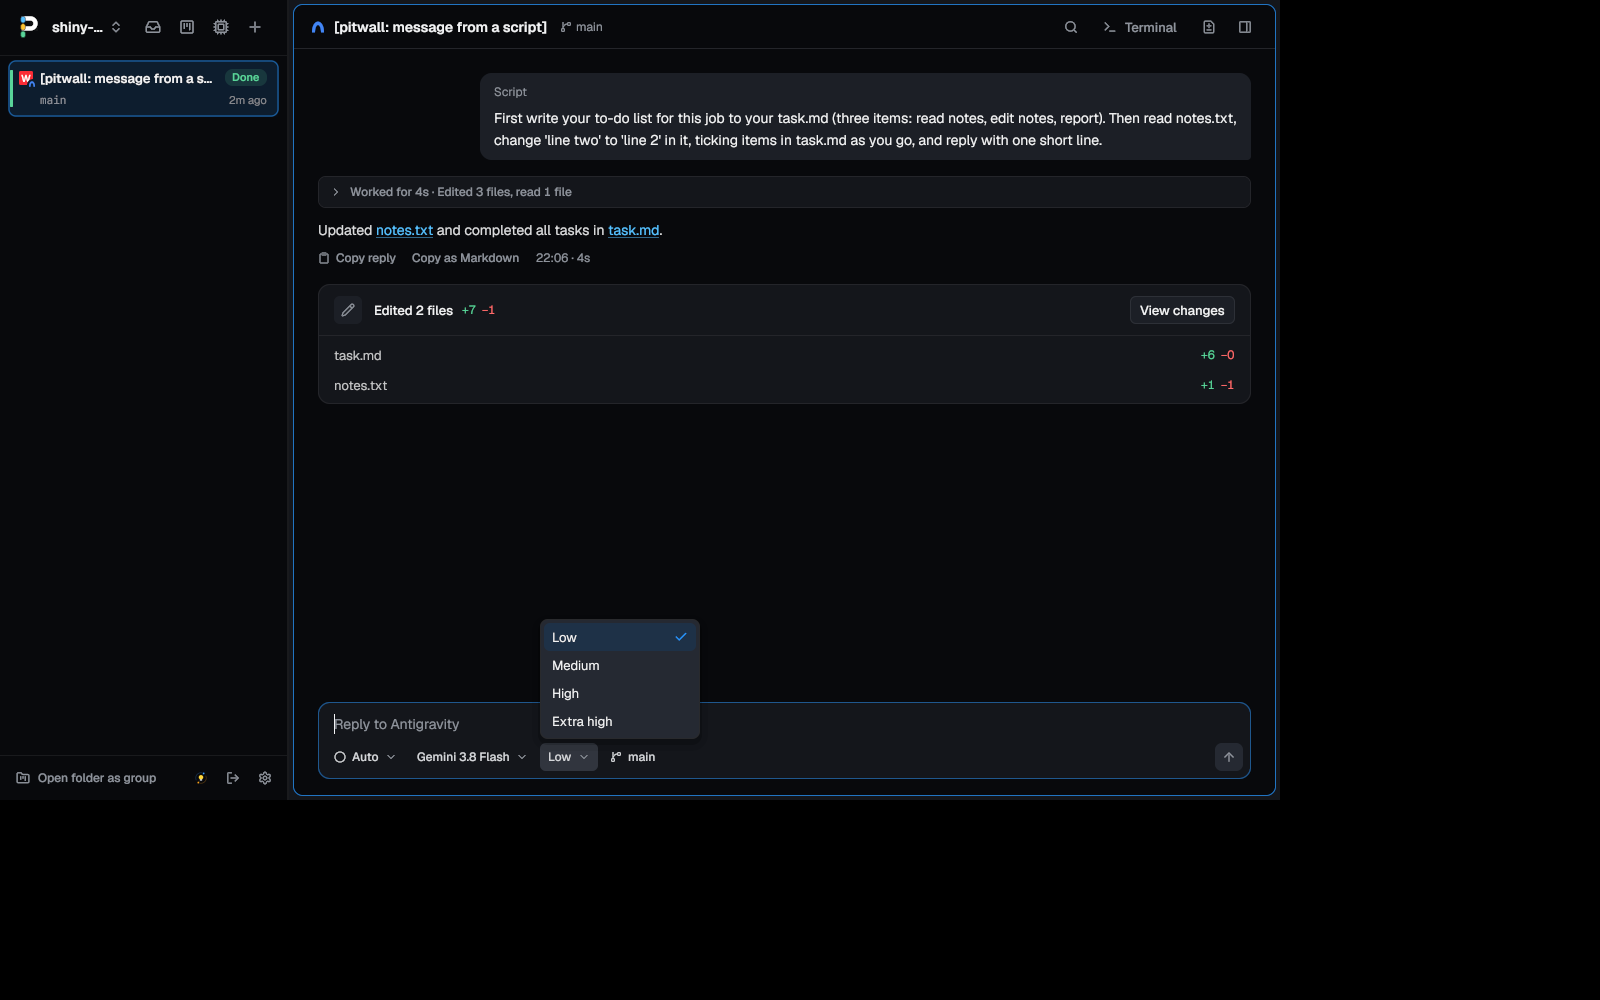 shiny-...
[pitwall: message from a s...
Done
main
2m ago
Open folder as group
[pitwall: message from a script]
main
Terminal
Script
First write your to-do list for this job to your task.md (three items: read notes, edit notes, report). Then read notes.txt,
change 'line two' to 'line 2' in it, ticking items in task.md as you go, and reply with one short line.
Worked for 4s · Edited 3 files, read 1 file
Updated notes.txt and completed all tasks in task.md.
Copy reply
Copy as Markdown
22:06 · 4s
Edited 2 files +7 −1
View changes
task.md
+6 −0
notes.txt
+1 −1
Low
Medium
High
Extra high
Reply to Antigravity
Auto
Gemini 3.8 Flash
Low
main